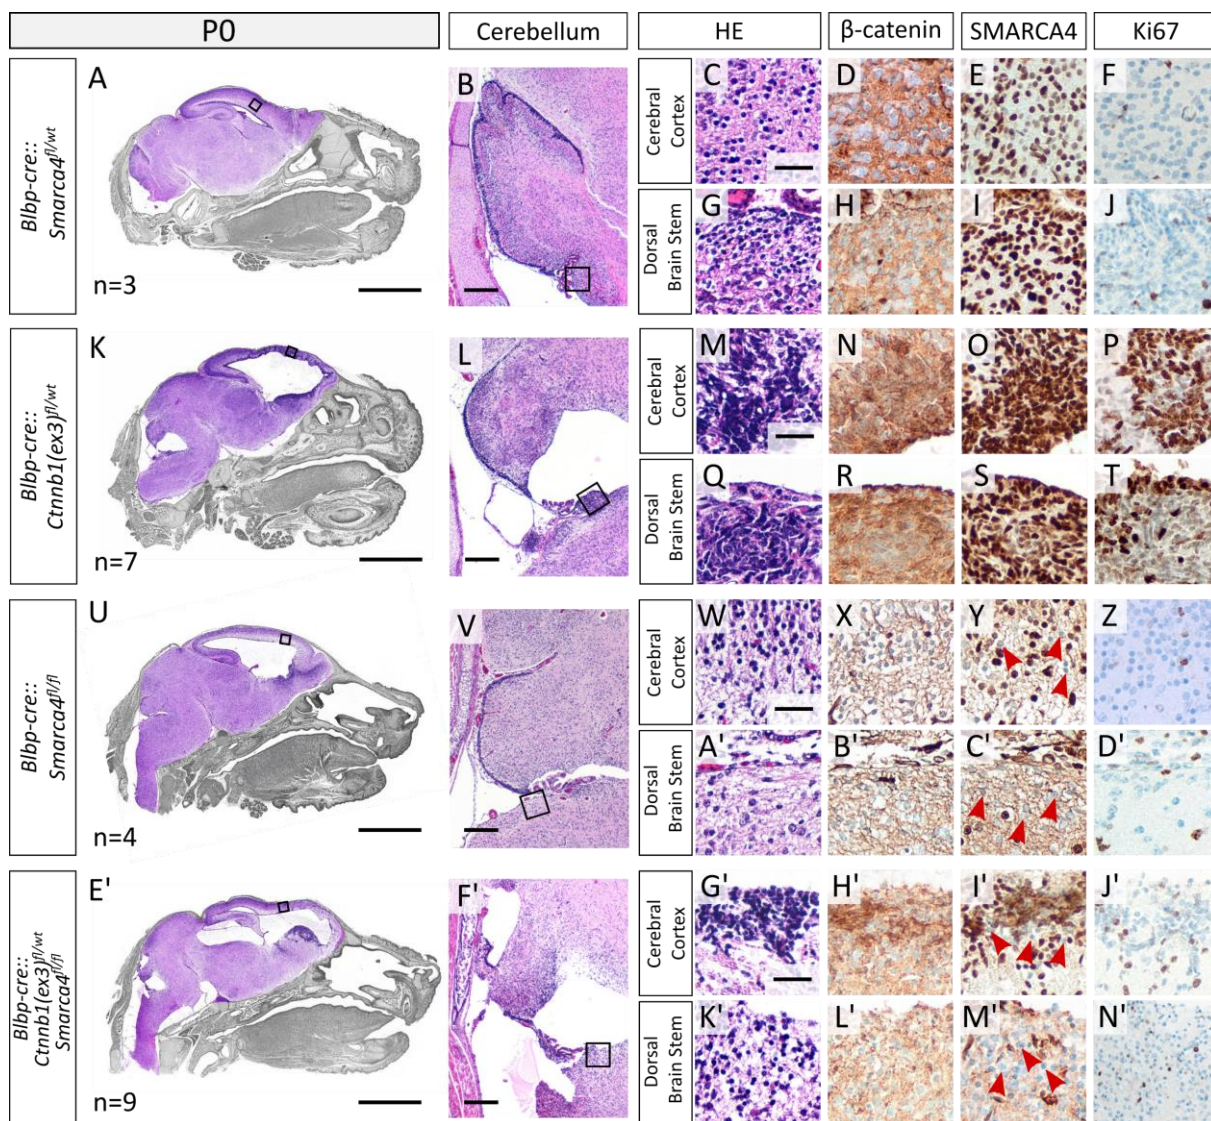 P0
Cerebellum
HE
β-catenin
SMARCA4
Ki67
Blbp-cre::
Smarca4fl/wt
A
n=3
B
Cerebral
Cortex
C
D
E
F
Dorsal
Brain Stem
G
H
I
J
Blbp-cre::
Ctnnb1(ex3)fl/wt
K
n=7
L
Cerebral
Cortex
M
N
O
P
Dorsal
Brain Stem
Q
R
S
T
Blbp-cre::
Smarca4fl/fl
U
n=4
V
Cerebral
Cortex
W
X
Y
Z
Dorsal
Brain Stem
A'
B'
C'
D'
Blbp-cre::
Ctnnb1(ex3)fl/wt
Smarca4fl/fl
E'
n=9
F'
Cerebral
Cortex
G'
H'
I'
J'
Dorsal
Brain Stem
K'
L'
M'
N'